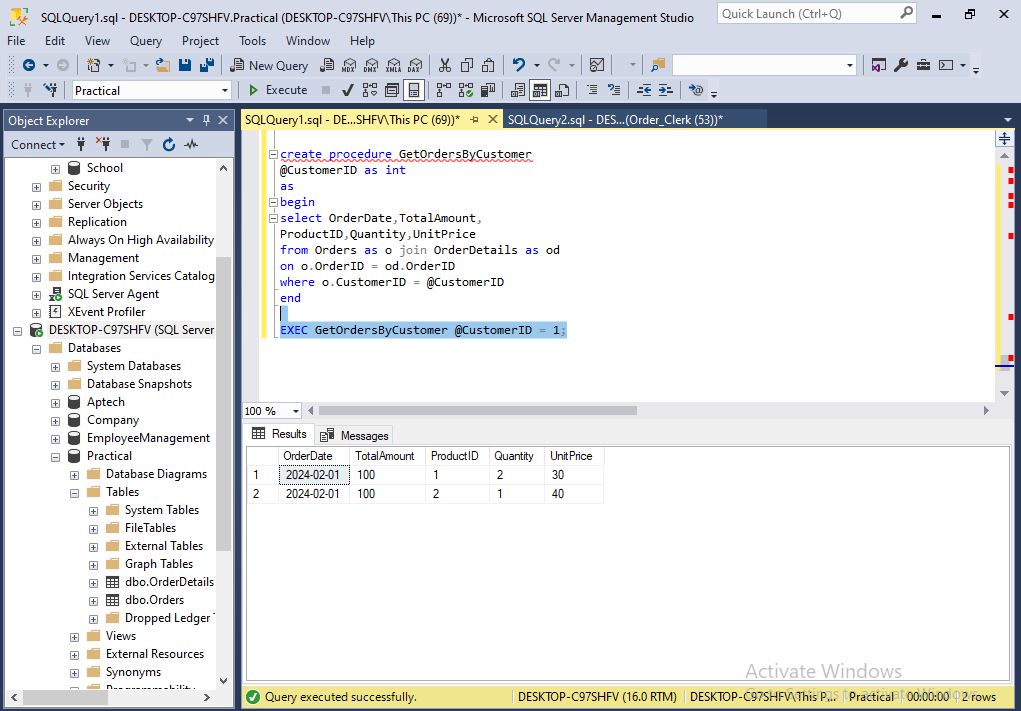 SQLQuery1.sql - DESKTOP-C97SHFV.Practical (DESKTOP-C97SHFV\This PC (69))* - Microsoft SQL Server Management Studio
Quick Launch (Ctrl+Q)
File Edit View Query Project Tools Window Help
New Query MDX DMX XMLA DAX
Practical Execute
Object Explorer
SQLQuery1.sql - DE...SHFV\This PC (69))*
SQLQuery2.sql - DES...(Order_Clerk (53))*
Connect
School
Security
Server Objects
Replication
Always On High Availability
Management
Integration Services Catalog
SQL Server Agent
XEvent Profiler
DESKTOP-C97SHFV (SQL Server
Databases
System Databases
Database Snapshots
Aptech
Company
EmployeeManagement
Practical
Database Diagrams
Tables
System Tables
FileTables
External Tables
Graph Tables
dbo.OrderDetails
dbo.Orders
Dropped Ledger
Views
External Resources
Synonyms
create procedure GetOrdersByCustomer
@CustomerID as int
as
begin
select OrderDate,TotalAmount,
ProductID,Quantity,UnitPrice
from Orders as o join OrderDetails as od
on o.OrderID = od.OrderID
where o.CustomerID = @CustomerID
end
EXEC GetOrdersByCustomer @CustomerID = 1;
100 %
Results Messages
OrderDate TotalAmount ProductID Quantity UnitPrice
1 2024-02-01 100 1 2 30
2 2024-02-01 100 2 1 40
Activate Windows
Query executed successfully.
DESKTOP-C97SHFV (16.0 RTM)
DESKTOP-C97SHFV\This P...
Practical
00:00:00
2 rows